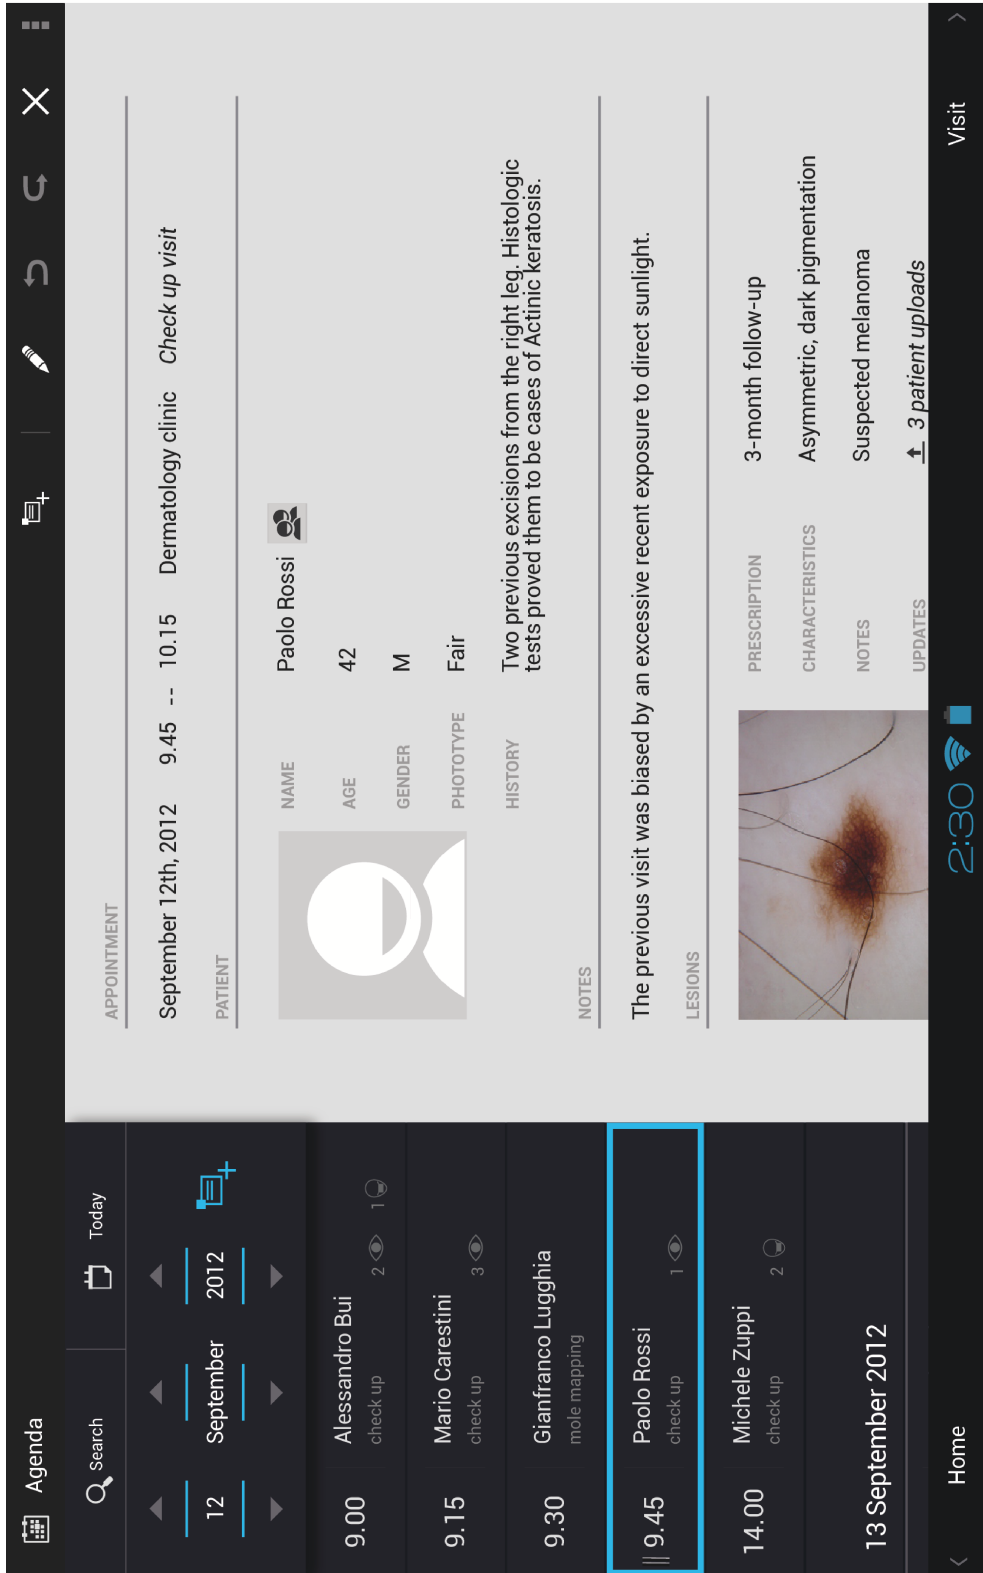 Agenda
Search
Today
12
September
2012
9.00
Alessandro Bui
check up
2
1
9.15
Mario Carestini
check up
3
9.30
Gianfranco Lugghia
mole mapping
9.45
Paolo Rossi
check up
1
14.00
Michele Zuppi
check up
2
13 September 2012
APPOINTMENT
September 12th, 2012 9.45 -- 10.15 Dermatology clinic Check up visit
PATIENT
NAME Paolo Rossi
AGE 42
GENDER M
PHOTOTYPE Fair
HISTORY Two previous excisions from the right leg. Histologic
tests proved them to be cases of Actinic keratosis.
NOTES
The previous visit was biased by an excessive recent exposure to direct sunlight.
LESIONS
PRESCRIPTION 3-month follow-up
CHARACTERISTICS Asymmetric, dark pigmentation
NOTES Suspected melanoma
UPDATES 3 patient uploads
Home
2:30
Visit